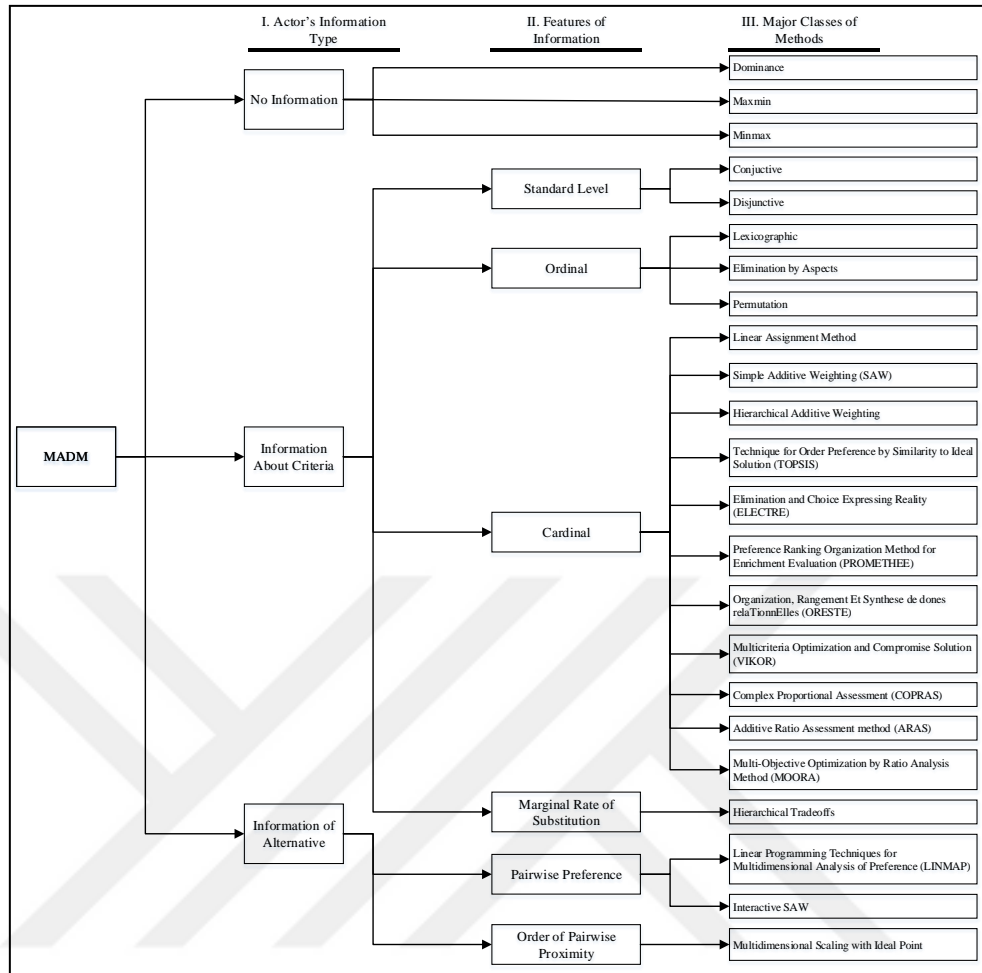 I. Actor's Information
Type
II. Features of
Information
III. Major Classes of
Methods
No Information
Dominance
Maxmin
Minmax
Standard Level
Conjuctive
Disjunctive
Ordinal
Lexicographic
Elimination by Aspects
Permutation
MADM
Information
About Criteria
Cardinal
Linear Assignment Method
Simple Additive Weighting (SAW)
Hierarchical Additive Weighting
Technique for Order Preference by Similarity to Ideal
Solution (TOPSIS)
Elimination and Choice Expressing Reality
(ELECTRE)
Preference Ranking Organization Method for
Enrichment Evaluation (PROMETHEE)
Organization, Rangement Et Synthese de dones
relaTionnElles (ORESTE)
Multicriteria Optimization and Compromise Solution
(VIKOR)
Complex Proportional Assessment (COPRAS)
Additive Ratio Assessment method (ARAS)
Multi-Objective Optimization by Ratio Analysis
Method (MOORA)
Marginal Rate of
Substitution
Hierarchical Tradeoffs
Information of
Alternative
Pairwise Preference
Linear Programming Techniques for
Multidimensional Analysis of Preference (LINMAP)
Interactive SAW
Order of Pairwise
Proximity
Multidimensional Scaling with Ideal Point